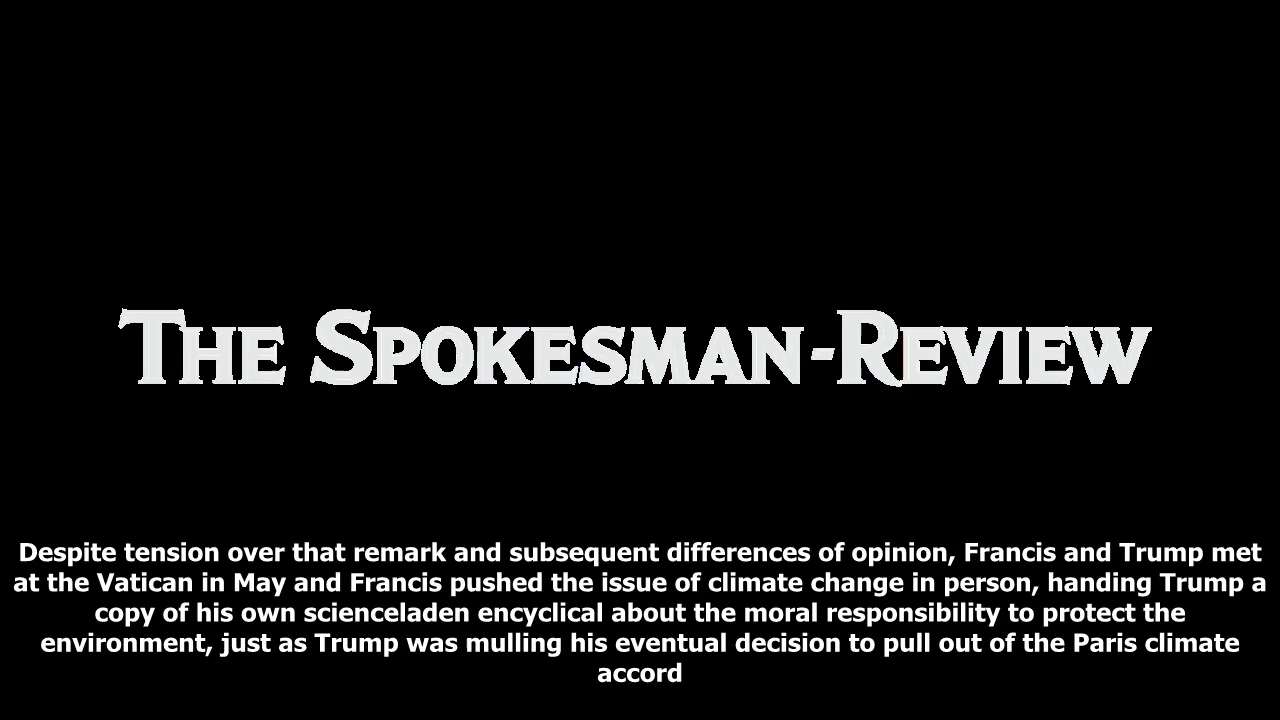 THE SPOKESMAN-REVIEW
Despite tension over that remark and subsequent differences of opinion, Francis and Trump met
at the Vatican in May and Francis pushed the issue of climate change in person, handing Trump a
copy of his own scienceladen encyclical about the moral responsibility to protect the
environment, just as Trump was mulling his eventual decision to pull out of the Paris climate
accord